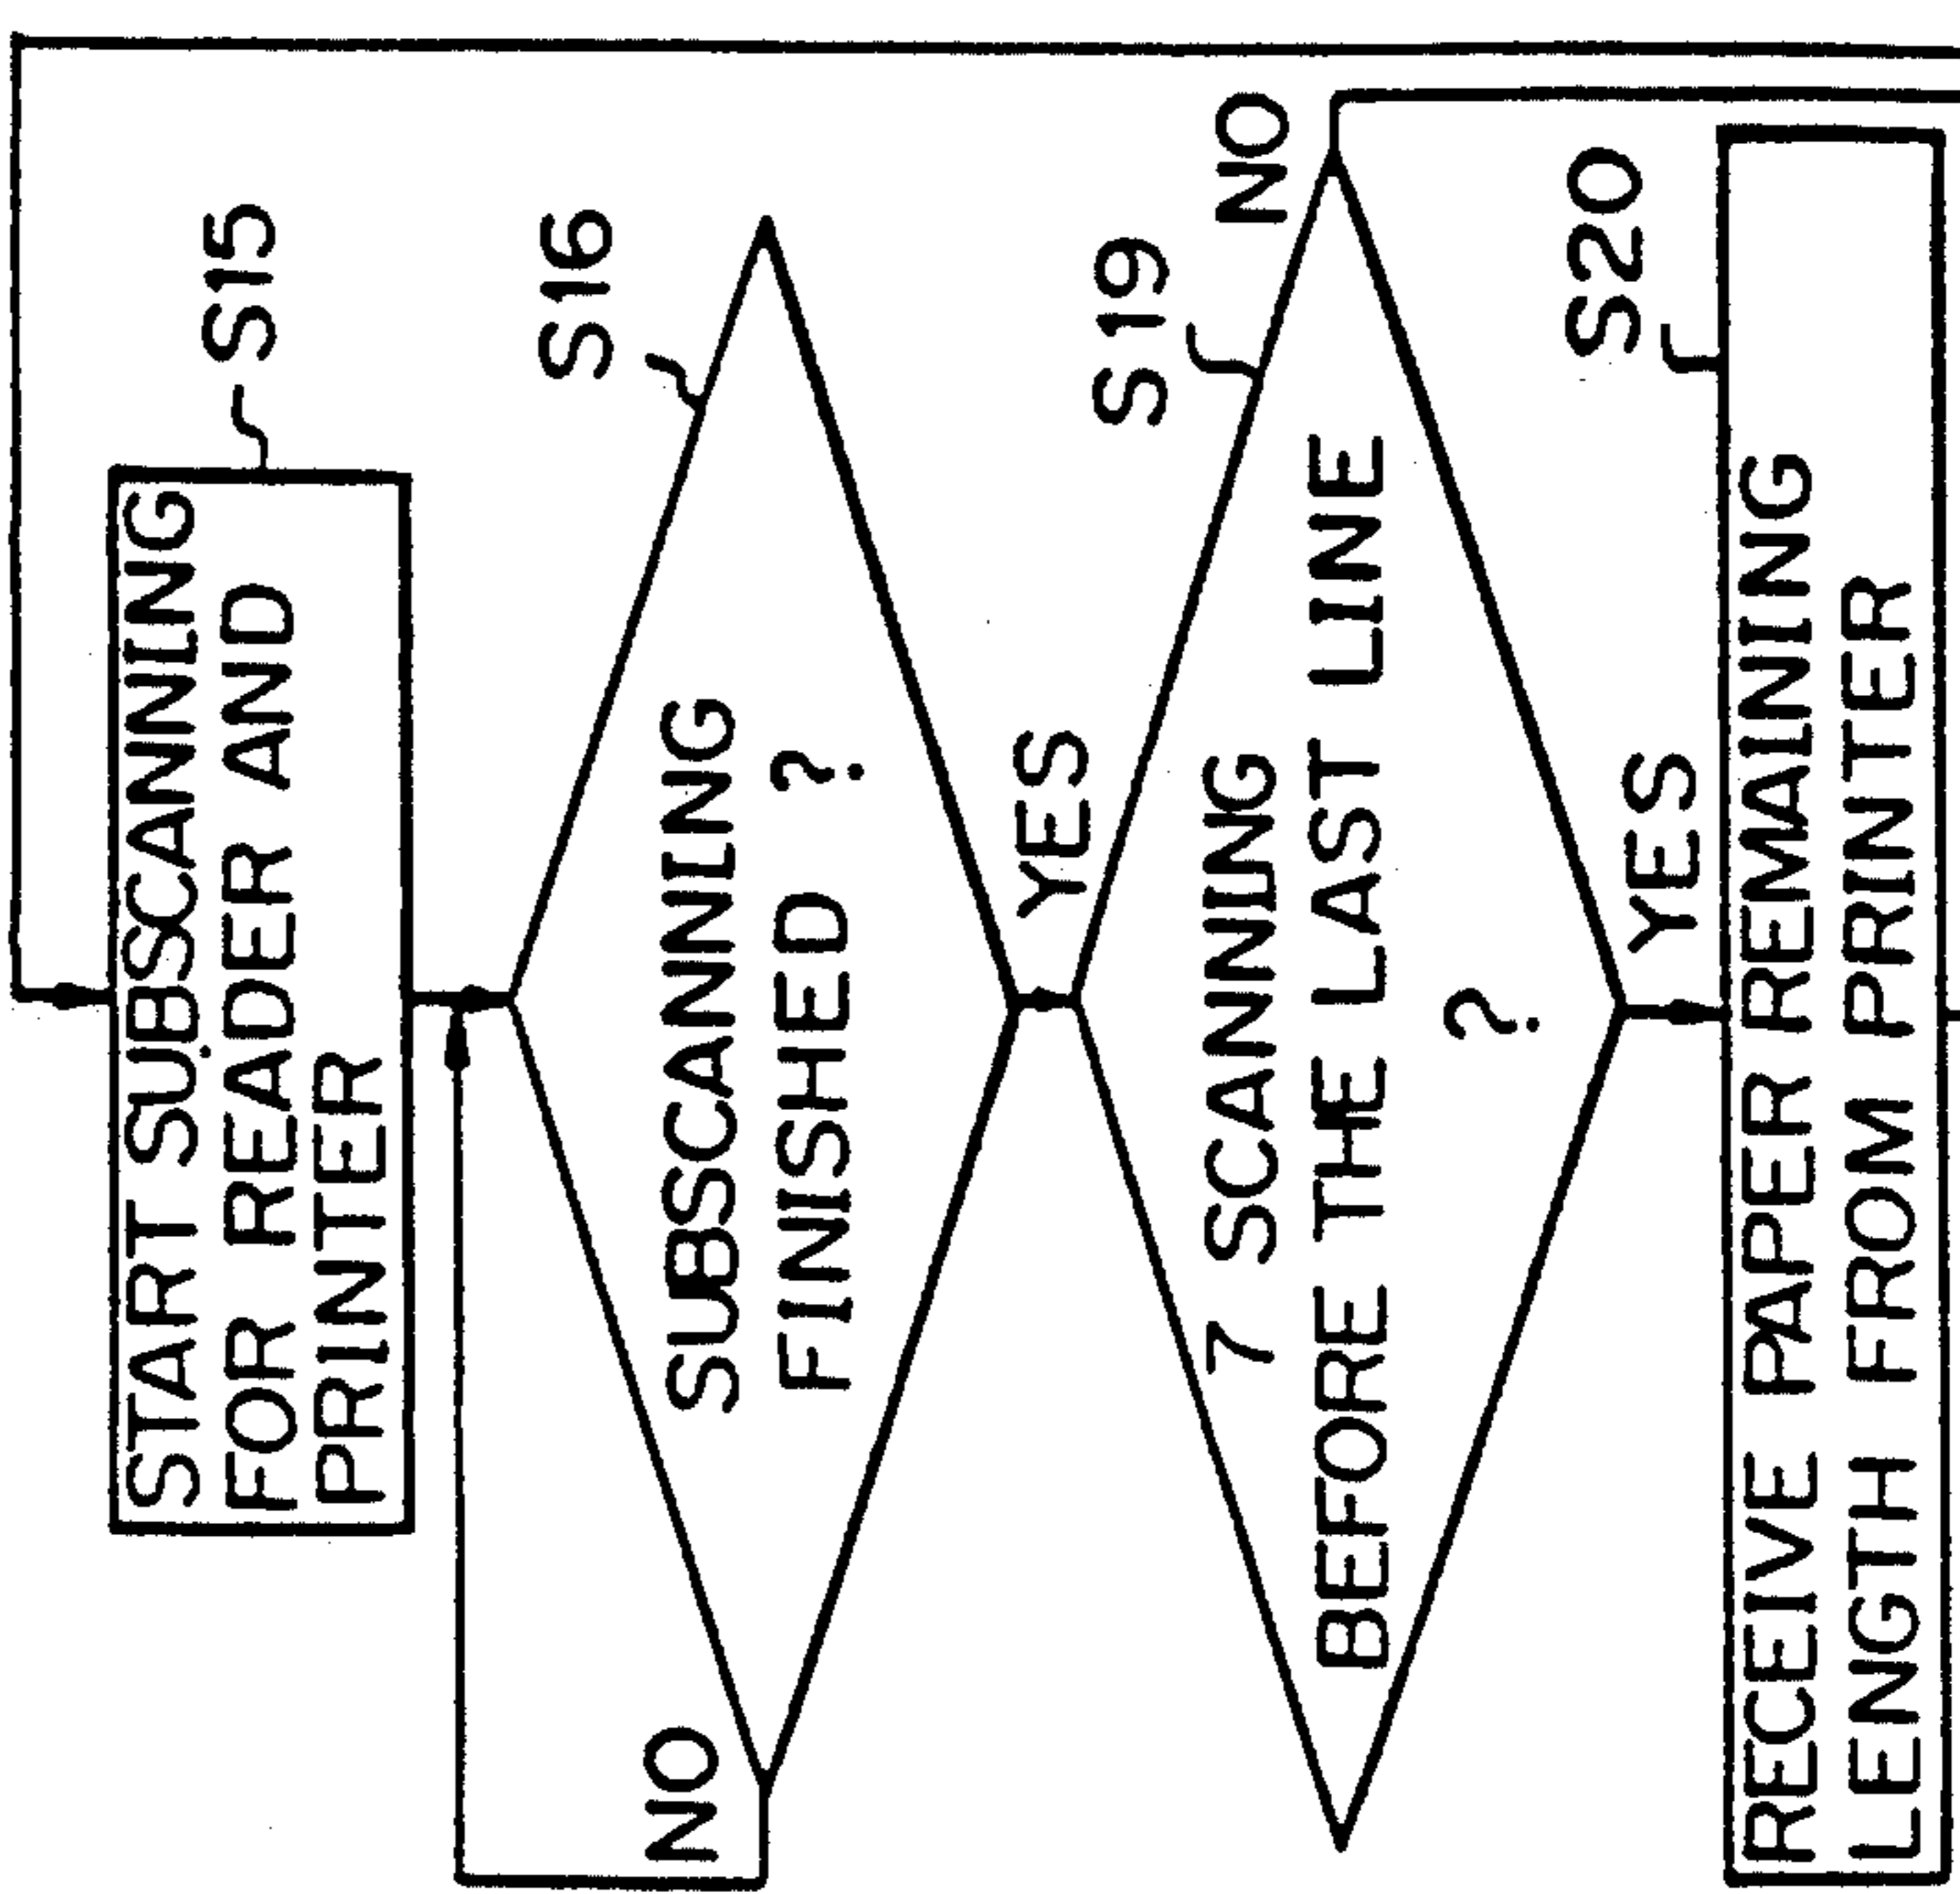 START SUBSCANNING
FOR READER AND
PRINTER
S15
S16
SUBSCANNING
FINISHED ?
NO
YES
S19
7 SCANNING
BEFORE THE LAST LINE
?
NO
YES
S20
RECEIVE PAPER REMAINING
LENGTH FROM PRINTER